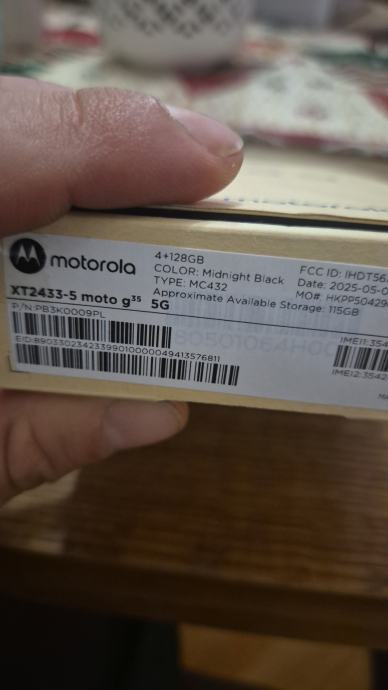 motorola
4+128GB
COLOR: Midnight Black
TYPE: MC432
Approximate Available Storage: 115GB
FCC ID: IHDT56
Date: 2025-05-0
MO# HKPP50429
XT2433-5 moto g³⁵ 5G
P/N:PB3K0009PL
EID:89033023423399010000049413576811
IMEI1:354
IMEI2:3542